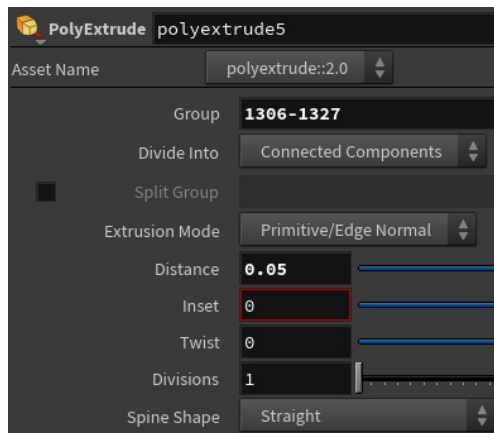 PolyExtrude polyextrude5
Asset Name polyextrude::2.0
Group 1306-1327
Divide Into Connected Components
Split Group
Extrusion Mode Primitive/Edge Normal
Distance 0.05
Inset 0
Twist 0
Divisions 1
Spine Shape Straight